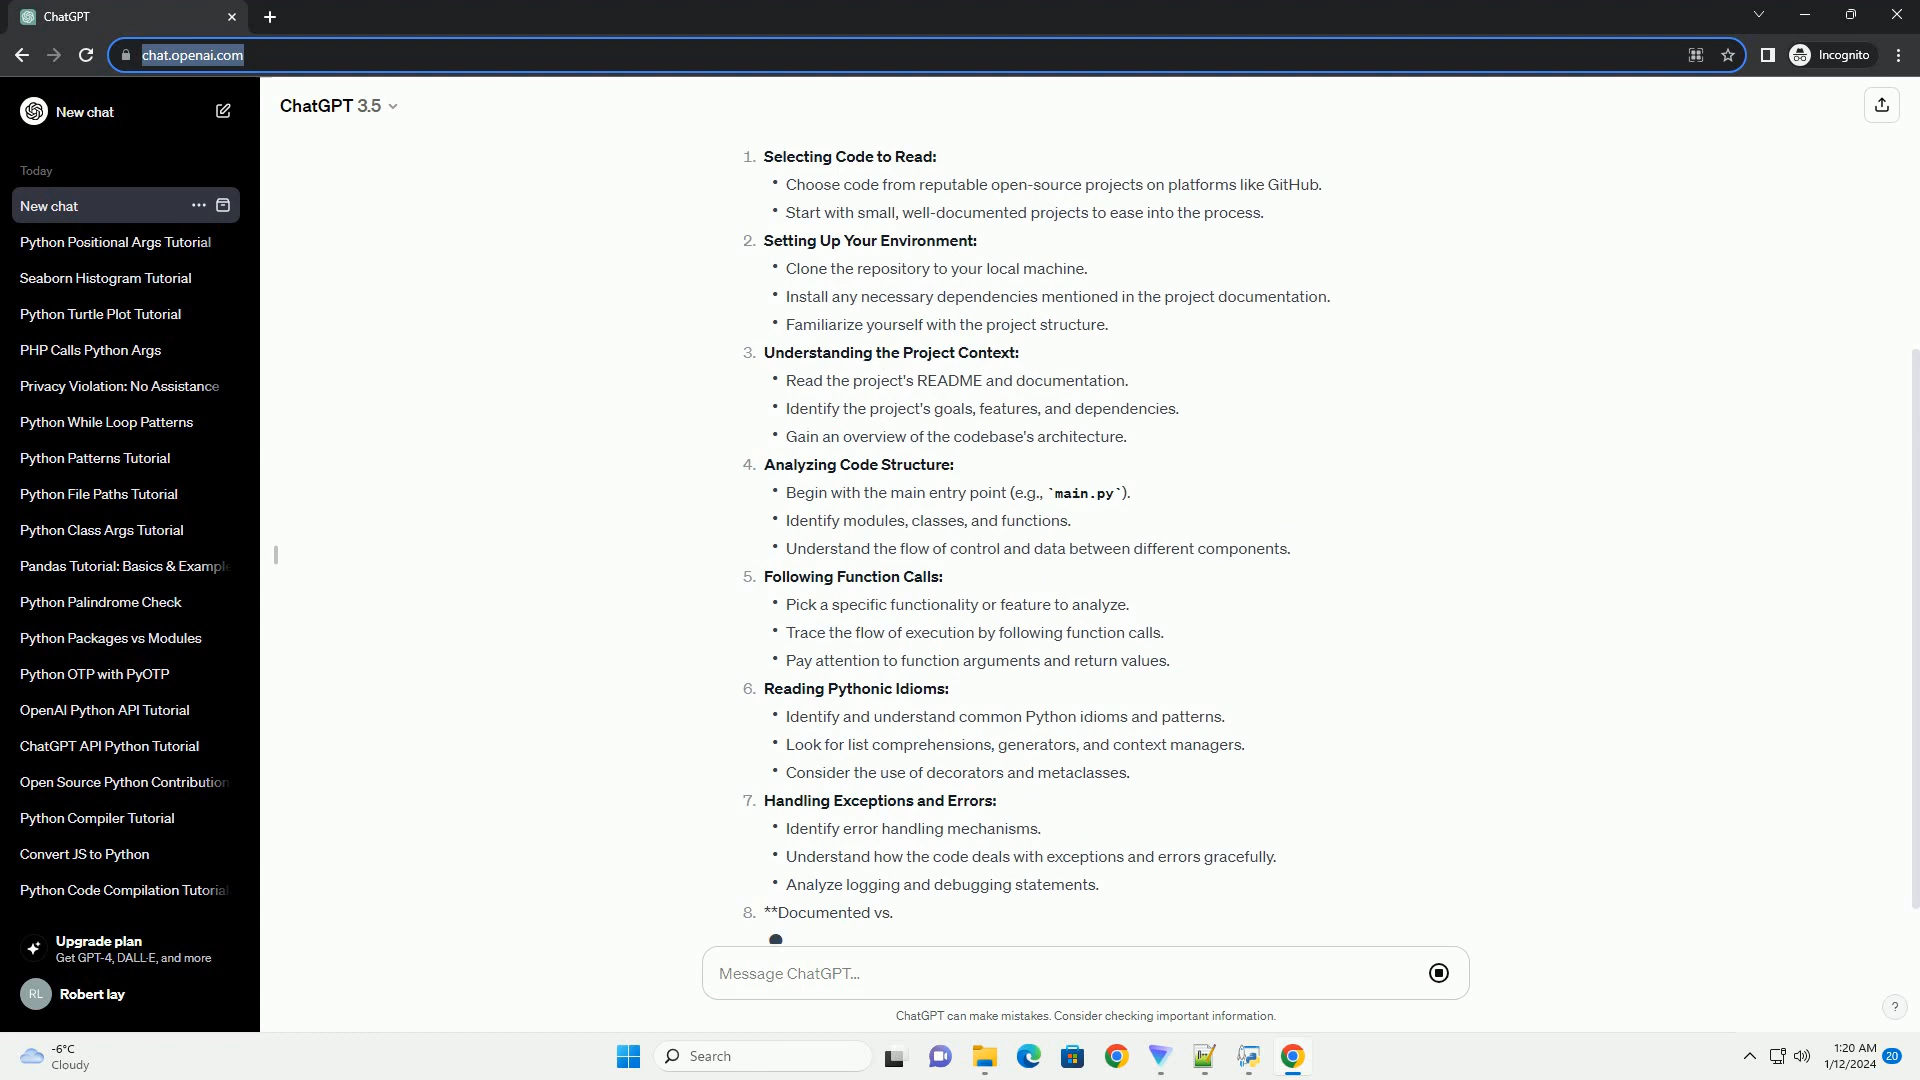 ChatGPT
chat.openai.com
Incognito
New chat
Today
New chat
Python Positional Args Tutorial
Seaborn Histogram Tutorial
Python Turtle Plot Tutorial
PHP Calls Python Args
Privacy Violation: No Assistance
Python While Loop Patterns
Python Patterns Tutorial
Python File Paths Tutorial
Python Class Args Tutorial
Pandas Tutorial: Basics & Example
Python Palindrome Check
Python Packages vs Modules
Python OTP with PyOTP
OpenAI Python API Tutorial
ChatGPT API Python Tutorial
Open Source Python Contribution
Python Compiler Tutorial
Convert JS to Python
Python Code Compilation Tutorial
Upgrade plan
Get GPT-4, DALL·E, and more
RL Robert lay
ChatGPT 3.5
1. Selecting Code to Read:
• Choose code from reputable open-source projects on platforms like GitHub.
• Start with small, well-documented projects to ease into the process.
2. Setting Up Your Environment:
• Clone the repository to your local machine.
• Install any necessary dependencies mentioned in the project documentation.
• Familiarize yourself with the project structure.
3. Understanding the Project Context:
• Read the project's README and documentation.
• Identify the project's goals, features, and dependencies.
• Gain an overview of the codebase's architecture.
4. Analyzing Code Structure:
• Begin with the main entry point (e.g., `main.py`).
• Identify modules, classes, and functions.
• Understand the flow of control and data between different components.
5. Following Function Calls:
• Pick a specific functionality or feature to analyze.
• Trace the flow of execution by following function calls.
• Pay attention to function arguments and return values.
6. Reading Pythonic Idioms:
• Identify and understand common Python idioms and patterns.
• Look for list comprehensions, generators, and context managers.
• Consider the use of decorators and metaclasses.
7. Handling Exceptions and Errors:
• Identify error handling mechanisms.
• Understand how the code deals with exceptions and errors gracefully.
• Analyze logging and debugging statements.
8. **Documented vs.
Message ChatGPT...
ChatGPT can make mistakes. Consider checking important information.
?
-6°C
Cloudy
Search
1:20 AM
1/12/2024
20